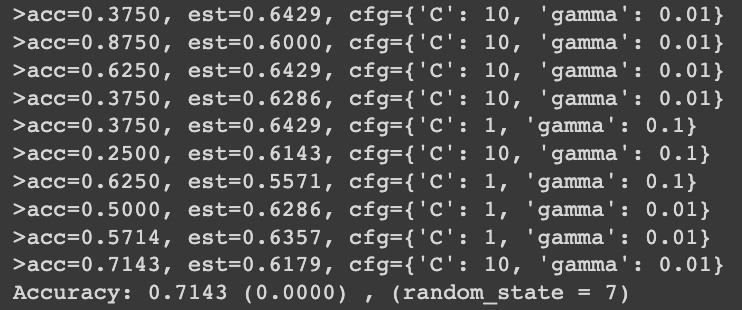 >acc=0.3750, est=0.6429, cfg={'C': 10, 'gamma': 0.01}
>acc=0.8750, est=0.6000, cfg={'C': 10, 'gamma': 0.01}
>acc=0.6250, est=0.6429, cfg={'C': 10, 'gamma': 0.01}
>acc=0.3750, est=0.6286, cfg={'C': 10, 'gamma': 0.01}
>acc=0.3750, est=0.6429, cfg={'C': 1, 'gamma': 0.1}
>acc=0.2500, est=0.6143, cfg={'C': 10, 'gamma': 0.1}
>acc=0.6250, est=0.5571, cfg={'C': 1, 'gamma': 0.1}
>acc=0.5000, est=0.6286, cfg={'C': 1, 'gamma': 0.01}
>acc=0.5714, est=0.6357, cfg={'C': 1, 'gamma': 0.01}
>acc=0.7143, est=0.6179, cfg={'C': 10, 'gamma': 0.01}
Accuracy: 0.7143 (0.0000) , (random_state = 7)